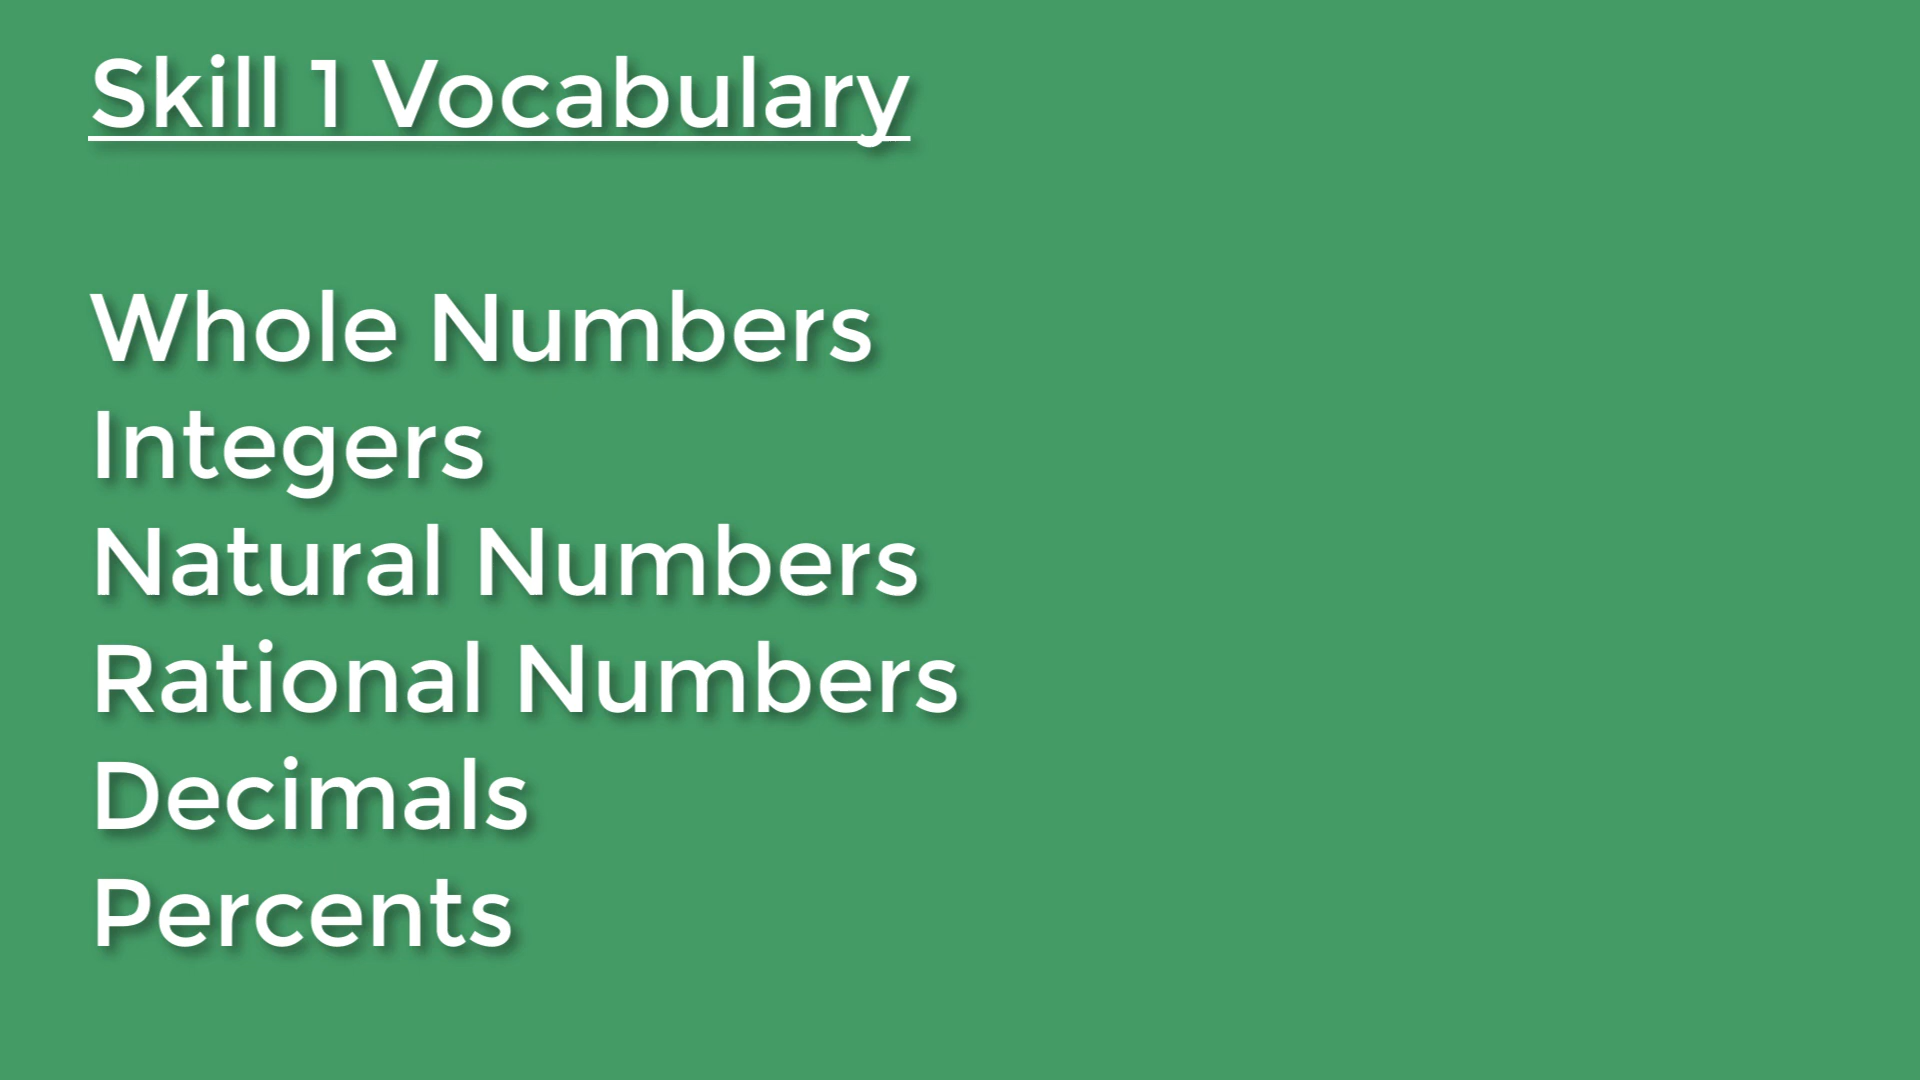 Skill 1 Vocabulary
Whole Numbers
Integers
Natural Numbers
Rational Numbers
Decimals
Percents